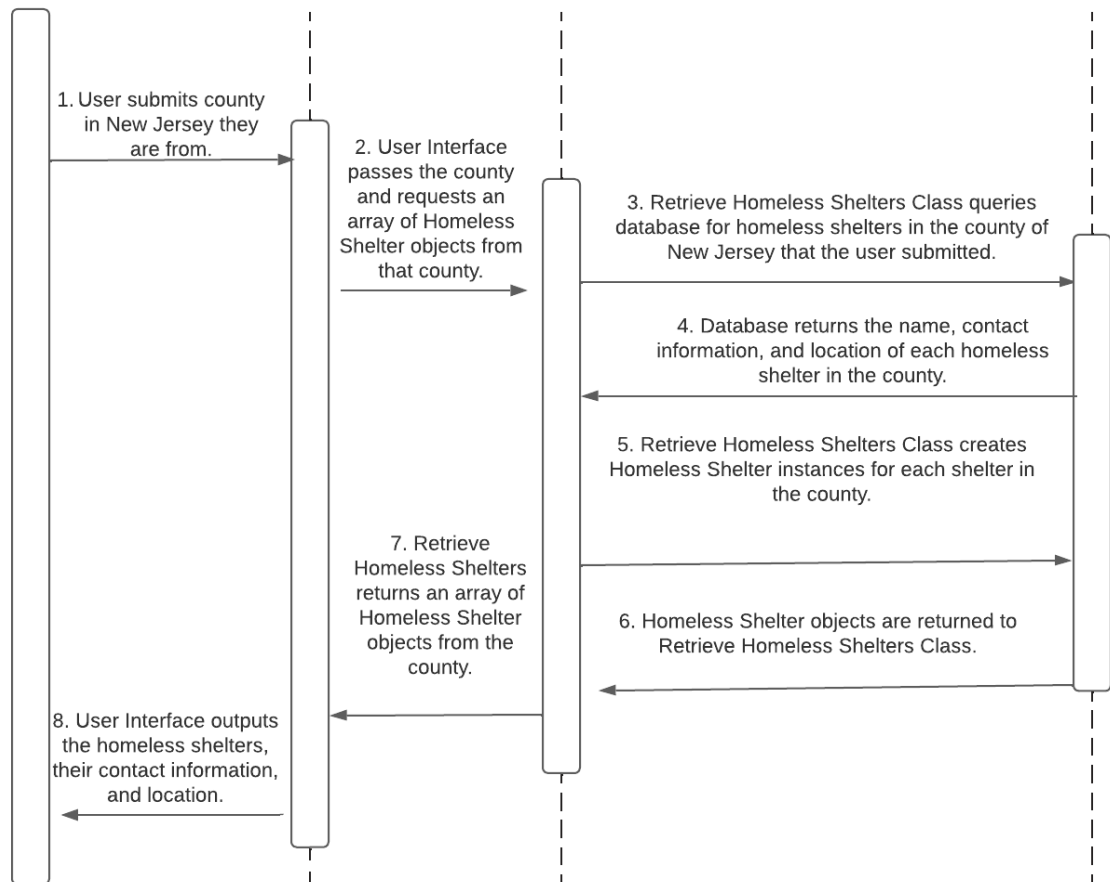 1. User submits county
in New Jersey they
are from.
2. User Interface
passes the county
and requests an
array of Homeless
Shelter objects from
that county.
3. Retrieve Homeless Shelters Class queries
database for homeless shelters in the county of
New Jersey that the user submitted.
4. Database returns the name, contact
information, and location of each homeless
shelter in the county.
5. Retrieve Homeless Shelters Class creates
Homeless Shelter instances for each shelter in
the county.
6. Homeless Shelter objects are returned to
Retrieve Homeless Shelters Class.
7. Retrieve
Homeless Shelters
returns an array of
Homeless Shelter
objects from the
county.
8. User Interface outputs
the homeless shelters,
their contact information,
and location.